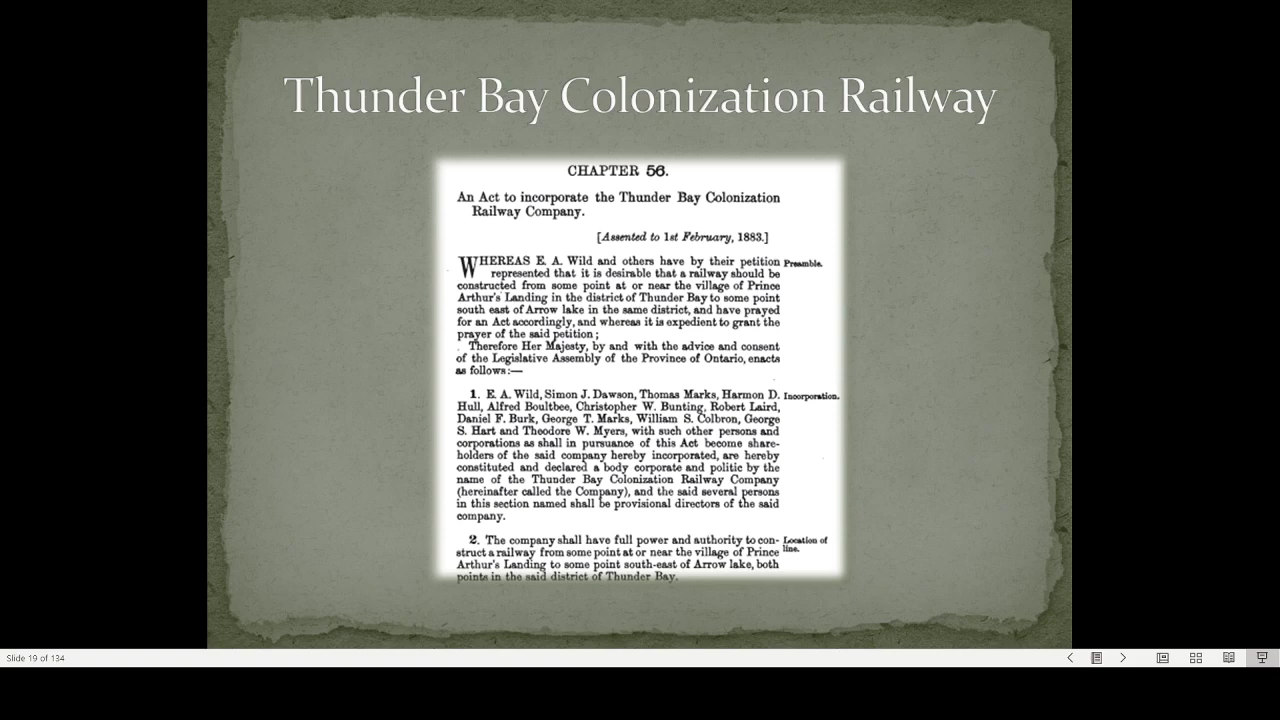 Thunder Bay Colonization Railway
CHAPTER 56.
An Act to incorporate the Thunder Bay Colonization
Railway Company.
[Assented to 1st February, 1883.]
WHEREAS E. A. Wild and others have by their petition Preamble.
represented that it is desirable that a railway should be
constructed from some point at or near the village of Prince
Arthur's Landing in the district of Thunder Bay to some point
south east of Arrow lake in the same district, and have prayed
for an Act accordingly, and whereas it is expedient to grant the
prayer of the said petition ;
Therefore Her Majesty, by and with the advice and consent
of the Legislative Assembly of the Province of Ontario, enacts
as follows:—
1. E. A. Wild, Simon J. Dawson, Thomas Marks, Harmon D. Incorporation.
Hull, Alfred Boultbee, Christopher W. Bunting, Robert Laird,
Daniel F. Burk, George T. Marks, William S. Colbron, George
S. Hart and Theodore W. Myers, with such other persons and
corporations as shall in pursuance of this Act become share-
holders of the said company hereby incorporated, are hereby
constituted and declared a body corporate and politic by the
name of the Thunder Bay Colonization Railway Company
(hereinafter called the Company), and the said several persons
in this section named shall be provisional directors of the said
company.
2. The company shall have full power and authority to con- Location of
struct a railway from some point at or near the village of Prince line.
Arthur's Landing to some point south-east of Arrow lake, both
points in the said district of Thunder Bay.
Slide 19 of 134